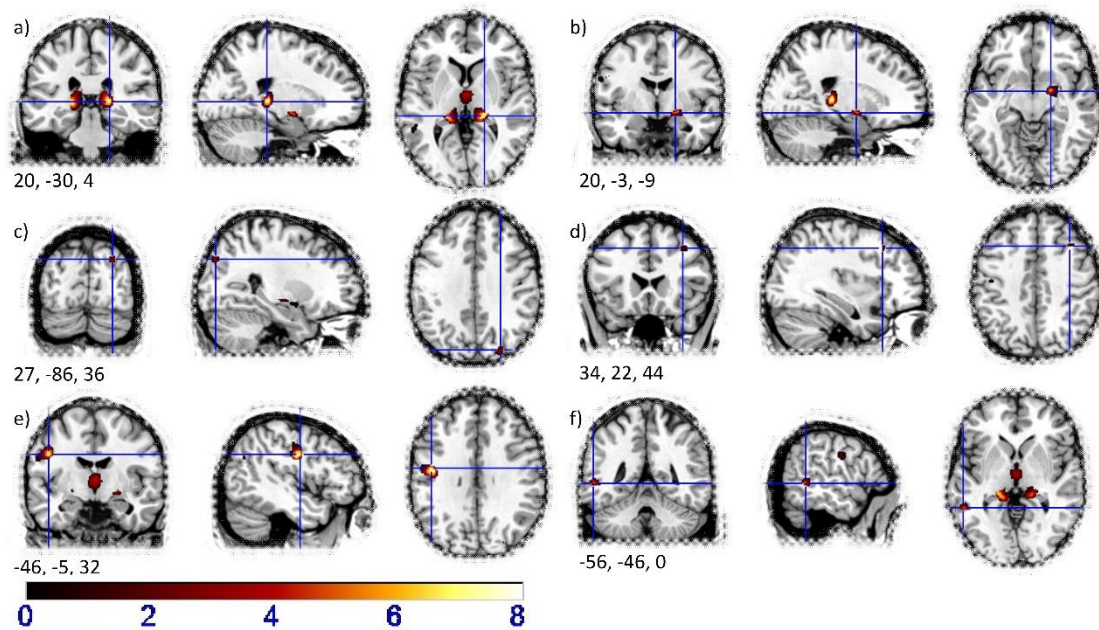 a)
b)
20, -30, 4
20, -3, -9
c)
d)
27, -86, 36
34, 22, 44
e)
f)
-46, -5, 32
-56, -46, 0
0 2 4 6 8